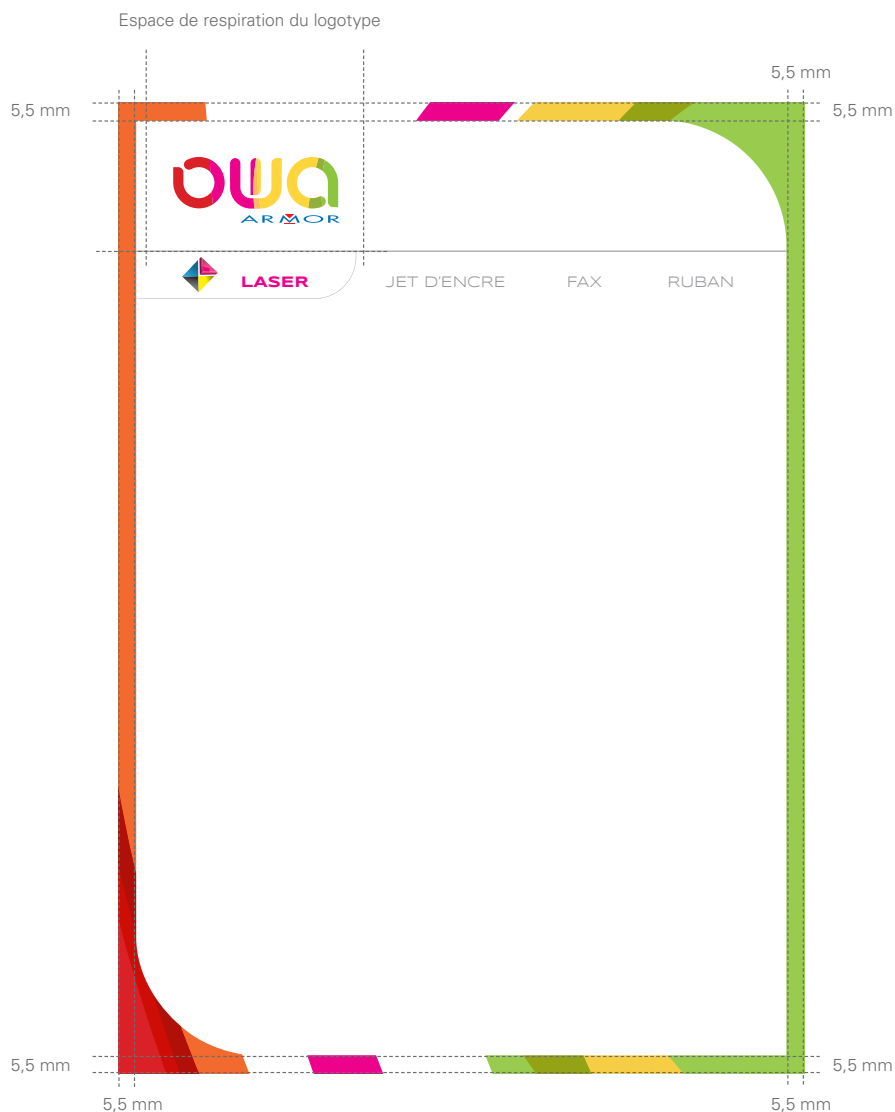 Espace de respiration du logotype
5,5 mm
5,5 mm
5,5 mm
owa
ARMOR
LASER JET D'ENCRE FAX RUBAN
5,5 mm
5,5 mm
5,5 mm
5,5 mm